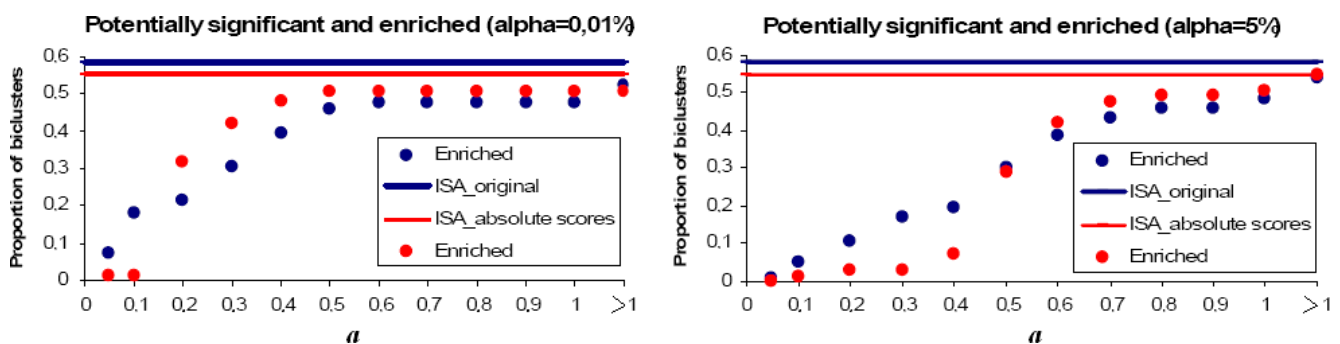 Potentially significant and enriched (alpha=0,01%)
Proportion of biclusters
0.6
0.5
0.4
0.3
0.2
0.1
0
Enriched
ISA_original
ISA_absolute scores
Enriched
0 0.1 0.2 0.3 0.4 0.5 0.6 0.7 0.8 0.9 1 >1
a
Potentially significant and enriched (alpha=5%)
Proportion of biclusters
0.6
0.5
0.4
0.3
0.2
0.1
0
Enriched
ISA_original
ISA_absolute scores
Enriched
0 0.1 0.2 0.3 0.4 0.5 0.6 0.7 0.8 0.9 1 >1
a